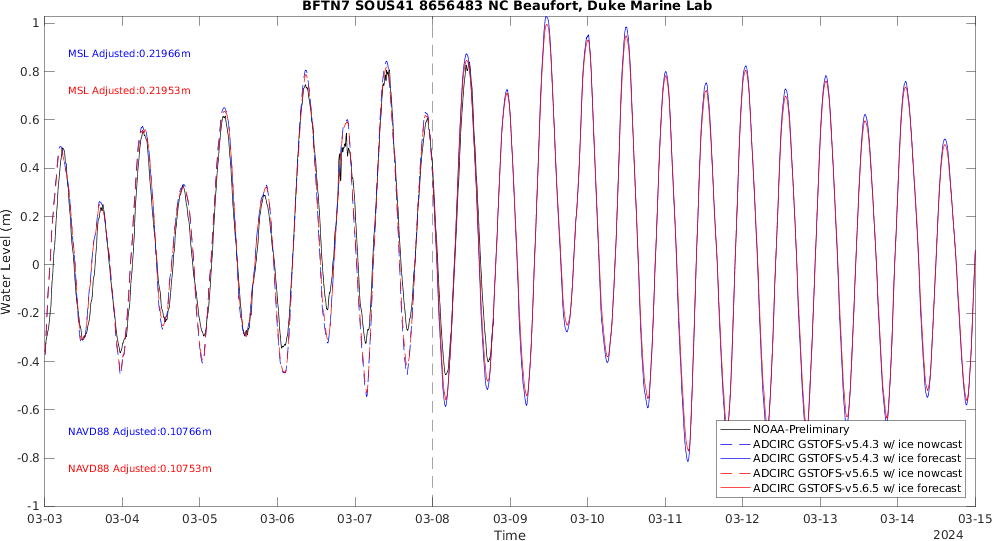 BFTN7 SOUS41 8656483 NC Beaufort, Duke Marine Lab
Water Level (m)
1
0.8
0.6
0.4
0.2
0
-0.2
-0.4
-0.6
-0.8
-1
MSL Adjusted:0.21966m
MSL Adjusted:0.21953m
NAVD88 Adjusted:0.10766m
NAVD88 Adjusted:0.10753m
NOAA-Preliminary
ADCIRC GSTOFS-v5.4.3 w/ ice nowcast
ADCIRC GSTOFS-v5.4.3 w/ ice forecast
ADCIRC GSTOFS-v5.6.5 w/ ice nowcast
ADCIRC GSTOFS-v5.6.5 w/ ice forecast
03-03 03-04 03-05 03-06 03-07 03-08 03-09 03-10 03-11 03-12 03-13 03-14 03-15
Time
2024